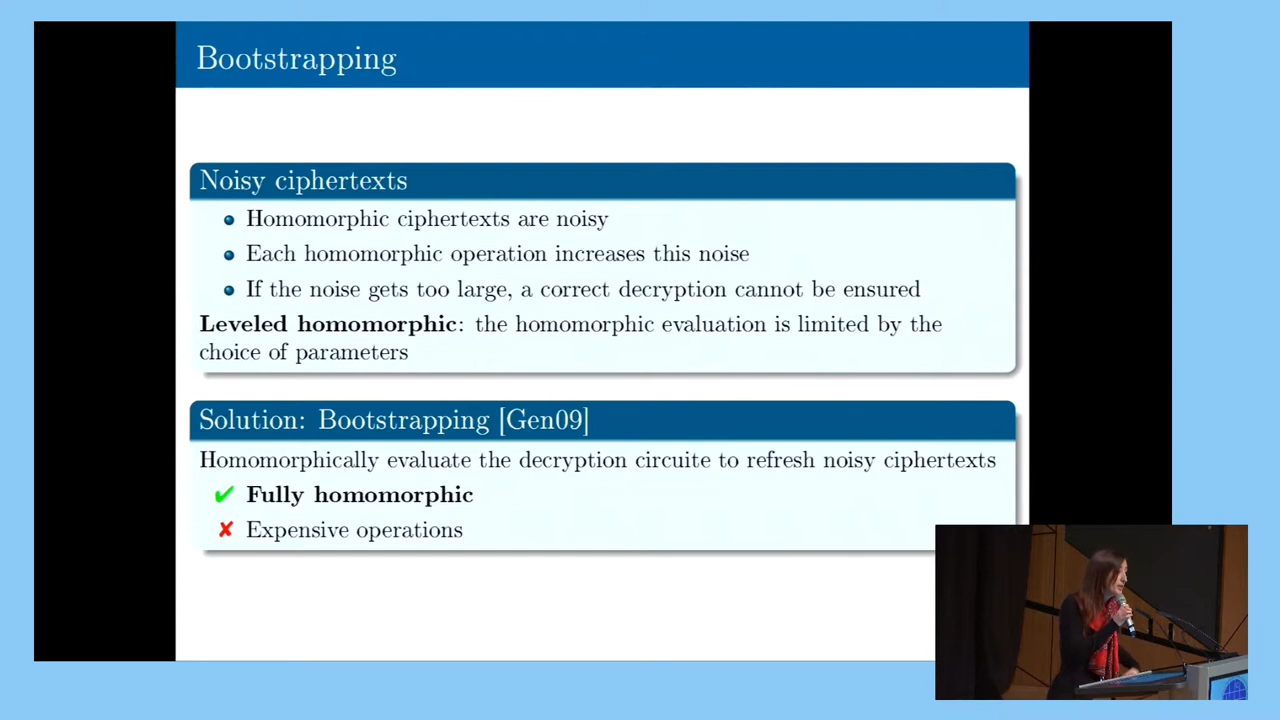 Bootstrapping
Noisy ciphertexts
Homomorphic ciphertexts are noisy
Each homomorphic operation increases this noise
If the noise gets too large, a correct decryption cannot be ensured
Leveled homomorphic: the homomorphic evaluation is limited by the
choice of parameters
Solution: Bootstrapping [Gen09]
Homomorphically evaluate the decryption circuite to refresh noisy ciphertexts
✔ Fully homomorphic
✘ Expensive operations